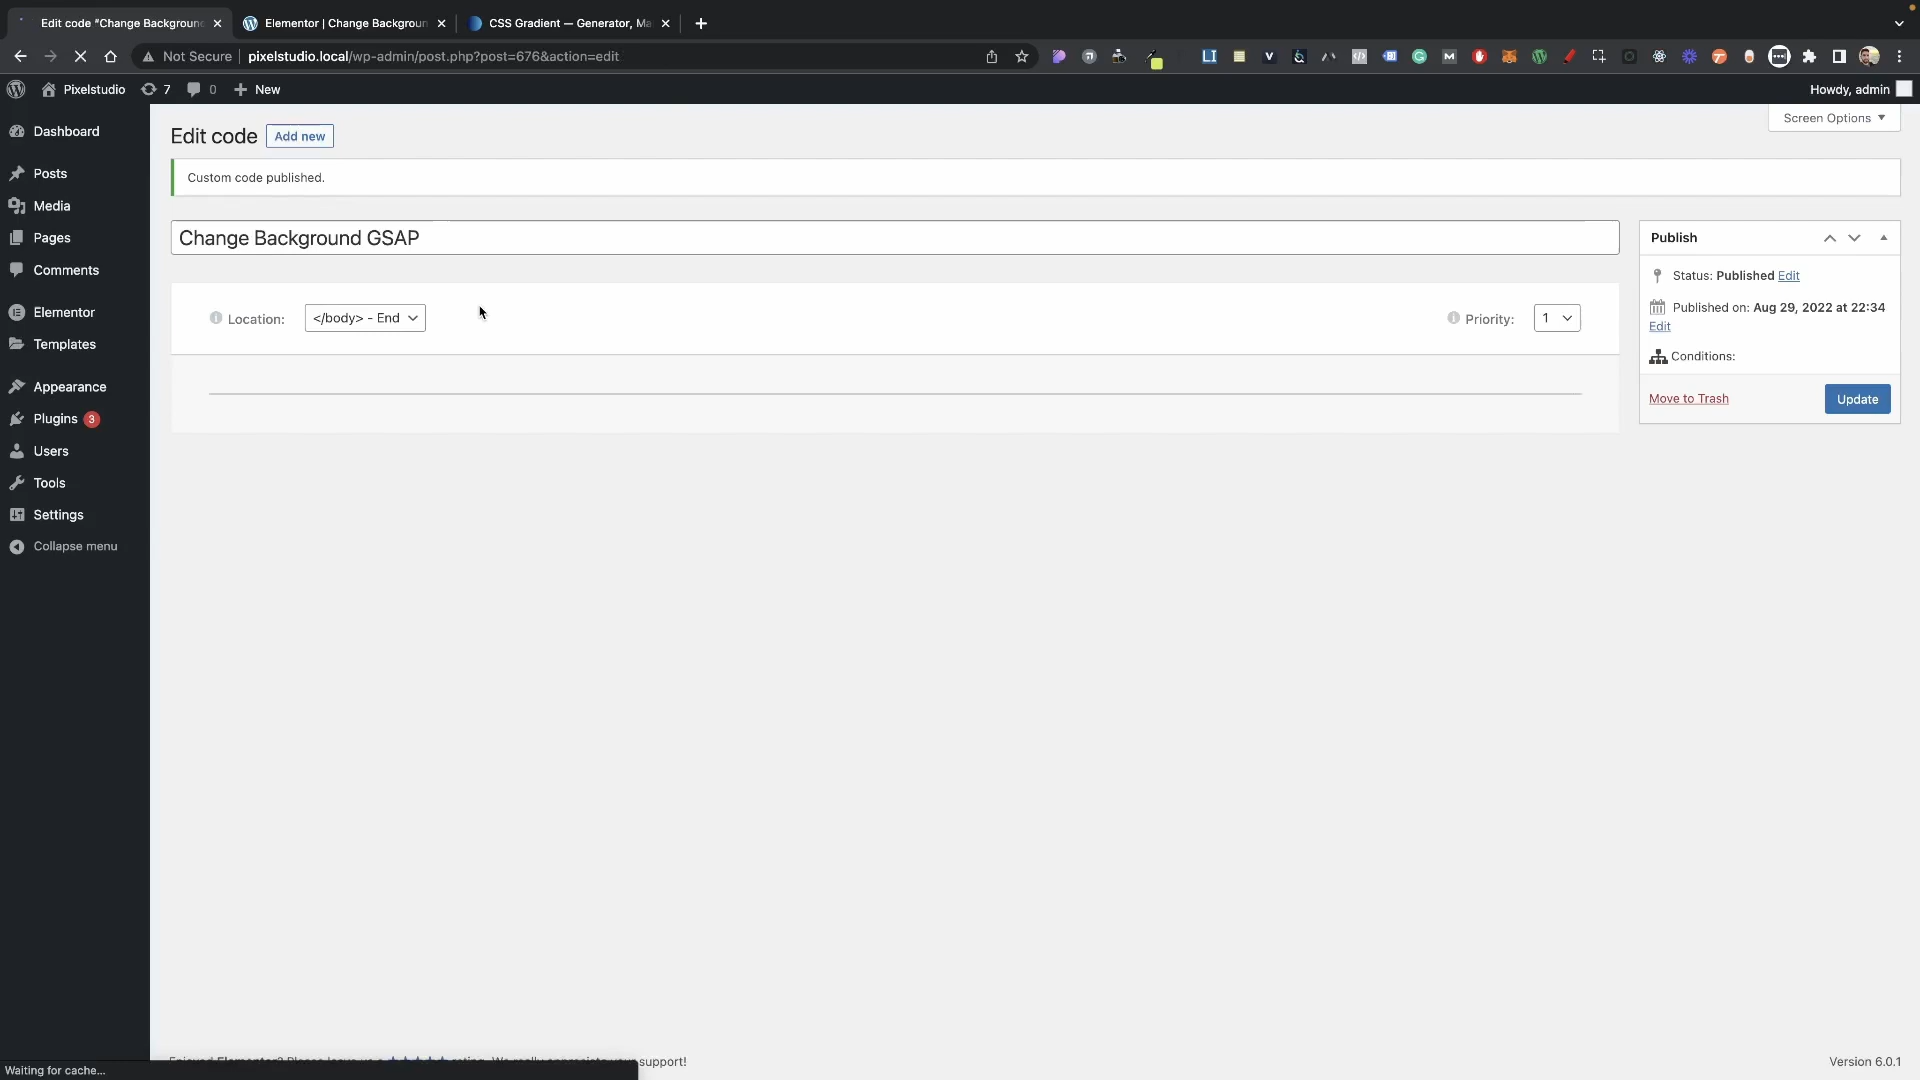 Edit code "Change Background
Elementor | Change Backgroun
CSS Gradient — Generator, Ma
Not Secure
pixelstudio.local/wp-admin/post.php?post=676&action=edit
Pixelstudio
7
0
New
Howdy, admin
Dashboard
Posts
Media
Pages
Comments
Elementor
Templates
Appearance
Plugins 3
Users
Tools
Settings
Collapse menu
Screen Options
Edit code
Add new
Custom code published.
Change Background GSAP
Location:
</body> - End
Priority:
1
Publish
Status: Published Edit
Published on: Aug 29, 2022 at 22:34
Edit
Conditions:
Move to Trash
Update
support!
Version 6.0.1
Waiting for cache...